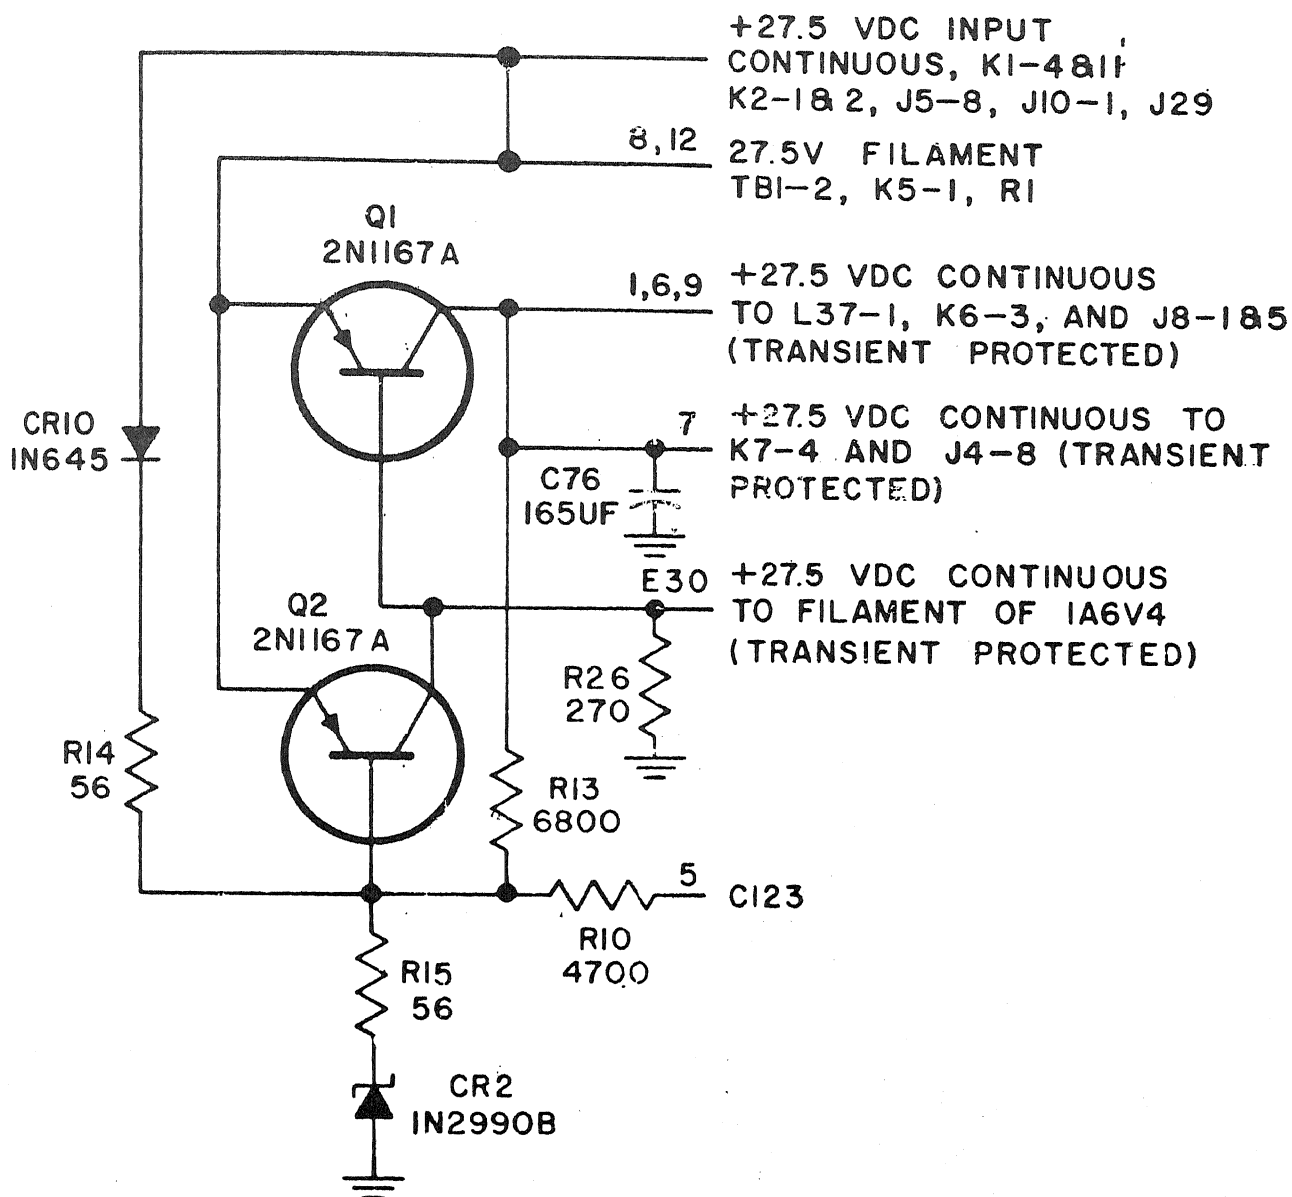 +27.5 VDC INPUT
CONTINUOUS, K1-4&11
K2-1&2, J5-8, J10-1, J29
8,12
27.5V FILAMENT
TB1-2, K5-1, R1
Q1
2N1167A
1,6,9
+27.5 VDC CONTINUOUS
TO L37-1, K6-3, AND J8-1&5
(TRANSIENT PROTECTED)
CR10
1N645
7
+27.5 VDC CONTINUOUS TO
K7-4 AND J4-8 (TRANSIENT
PROTECTED)
C76
165UF
E30
+27.5 VDC CONTINUOUS
TO FILAMENT OF 1A6V4
(TRANSIENT PROTECTED)
Q2
2N1167A
R26
270
R14
56
R13
6800
5
C123
R10
4700
R15
56
CR2
1N2990B